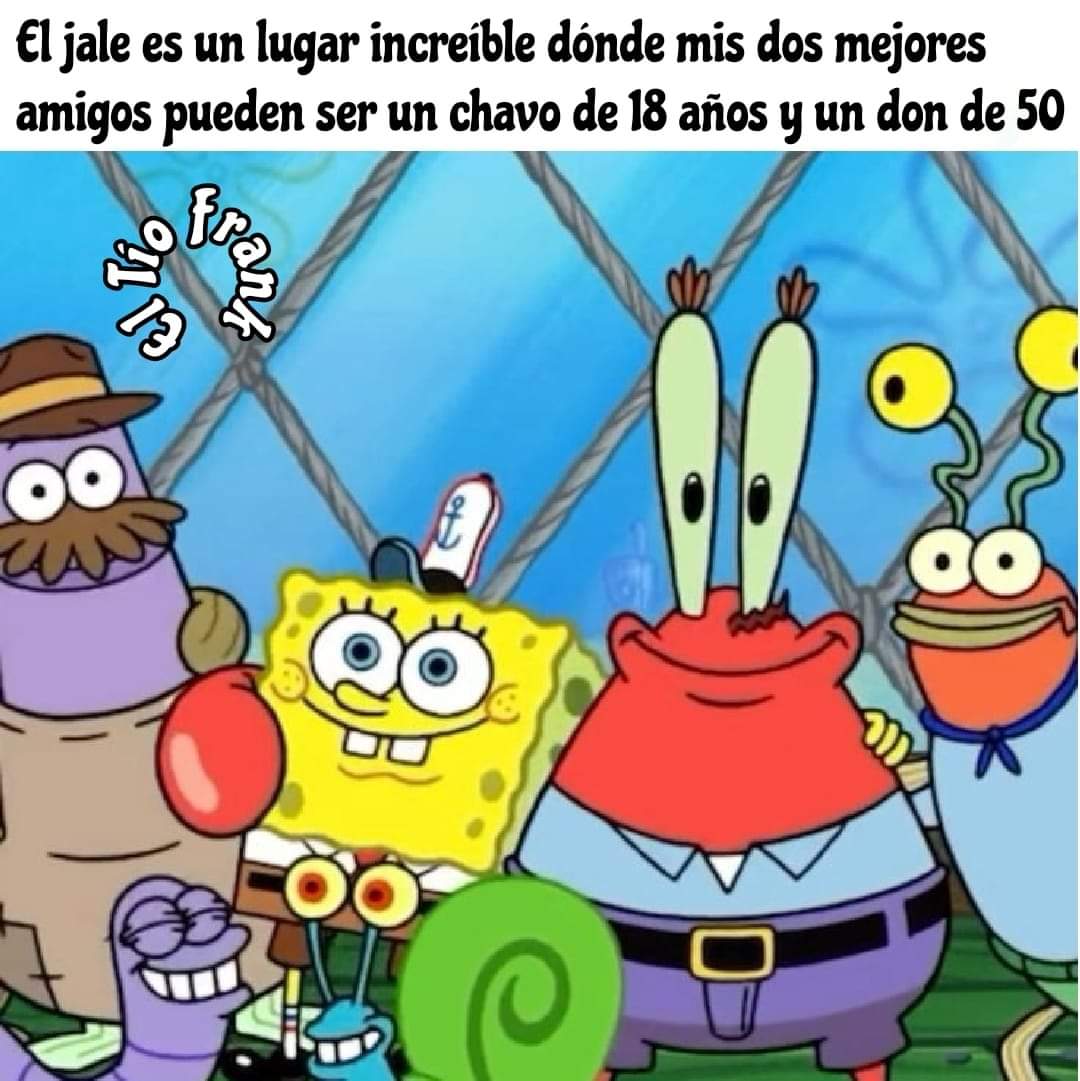 El jale es un lugar increíble dónde mis dos mejores
amigos pueden ser un chavo de 18 años y un don de 50
El Tío Frank